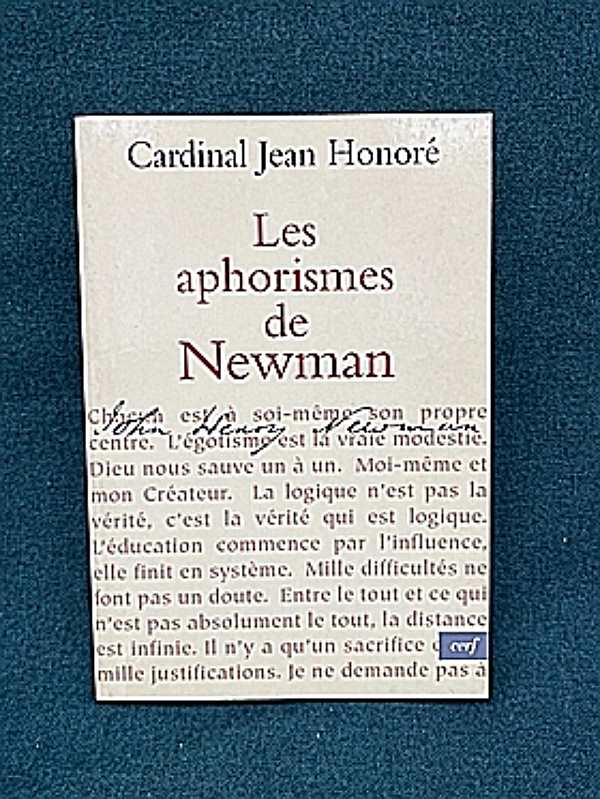 Cardinal Jean Honoré
Les
aphorismes
de
Newman
Chacun est à soi-même son propre
John Henry Newman
centre. L'égotisme est la vraie modestie.
Dieu nous sauve un à un. Moi-même et
mon Créateur. La logique n'est pas la
vérité, c'est la vérité qui est logique.
L'éducation commence par l'influence,
elle finit en système. Mille difficultés ne
font pas un doute. Entre le tout et ce qui
n'est pas absolument le tout, la distance
est infinie. Il n'y a qu'un sacrifice
cerf
mille justifications. Je ne demande pas à